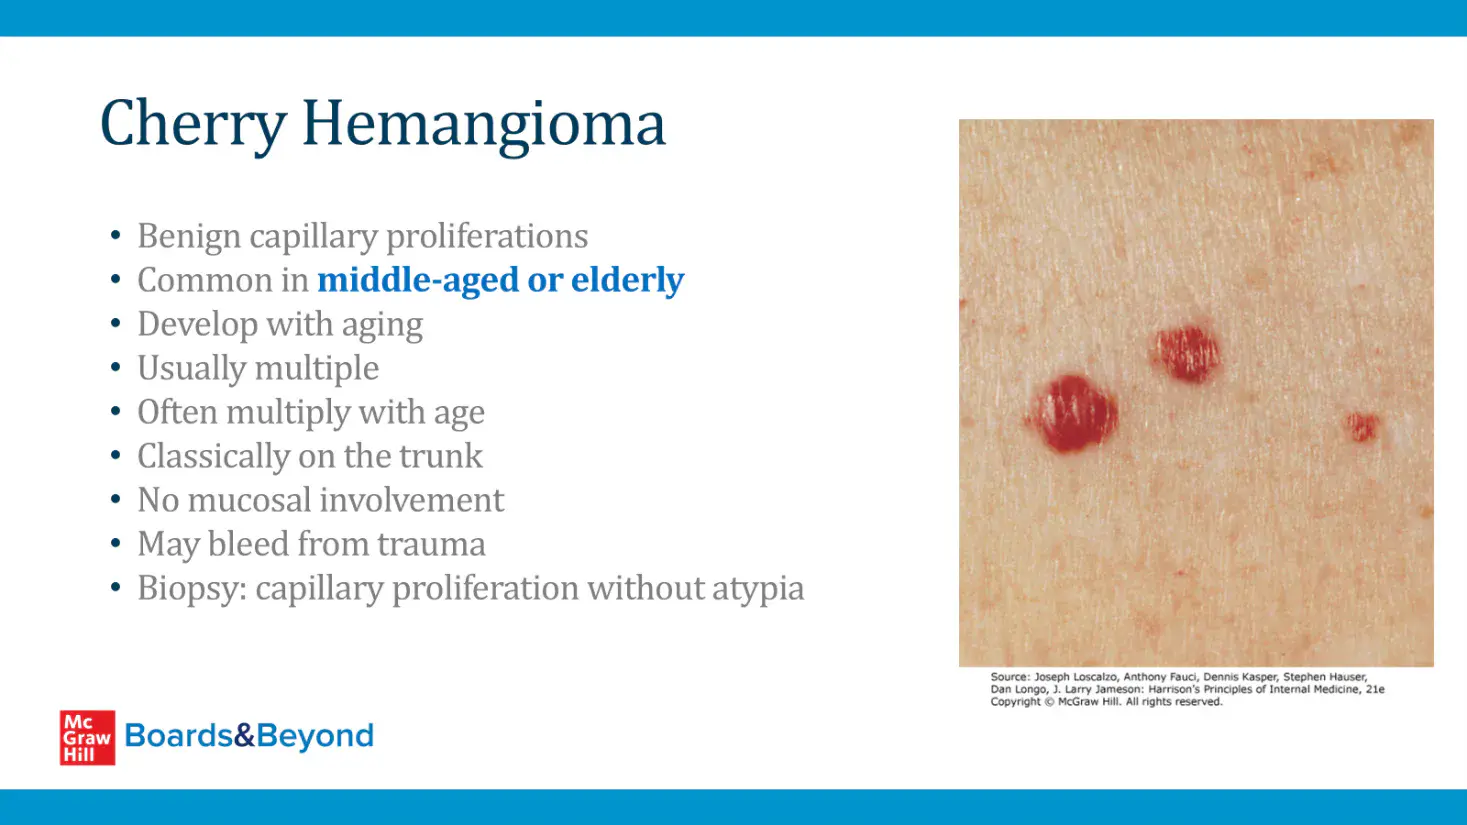 Cherry Hemangioma
• Benign capillary proliferations
• Common in middle-aged or elderly
• Develop with aging
• Usually multiple
• Often multiply with age
• Classically on the trunk
• No mucosal involvement
• May bleed from trauma
• Biopsy: capillary proliferation without atypia
Source: Joseph Loscalzo, Anthony Fauci, Dennis Kasper, Stephen Hauser,
Dan Longo, J. Larry Jameson: Harrison's Principles of Internal Medicine, 21e
Copyright © McGraw Hill. All rights reserved.
Mc
Graw
Hill
Boards&Beyond